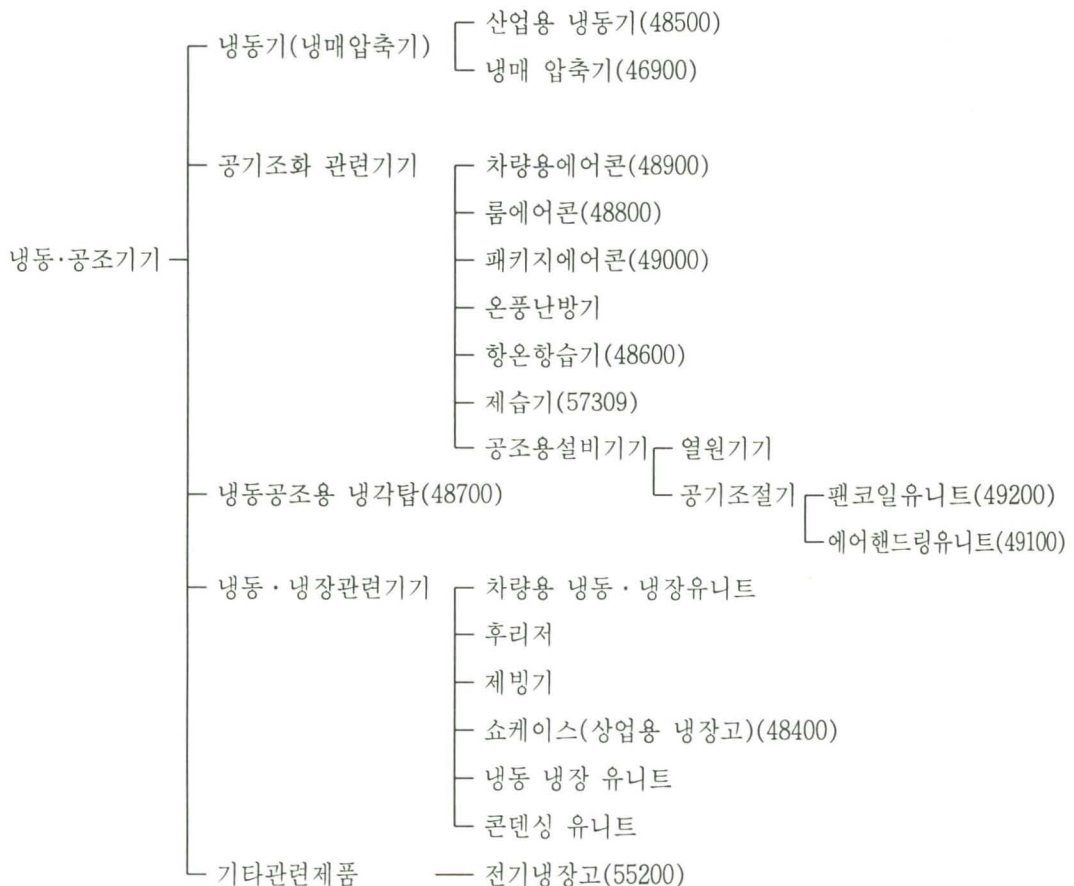 산업용 냉동기(48500)
냉동기(냉매압축기)
냉매 압축기(46900)
공기조화 관련기기
차량용에어콘(48900)
룸에어콘(48800)
냉동·공조기기
패키지에어콘(49000)
온풍난방기
항온항습기(48600)
제습기(57309)
공조용설비기기
열원기기
냉동공조용 냉각탑(48700)
공기조절기
팬코일유니트(49200)
에어핸드링유니트(49100)
냉동·냉장관련기기
차량용 냉동·냉장유니트
후리저
제빙기
쇼케이스(상업용 냉장고)(48400)
냉동 냉장 유니트
콘덴싱 유니트
기타관련제품
전기냉장고(55200)